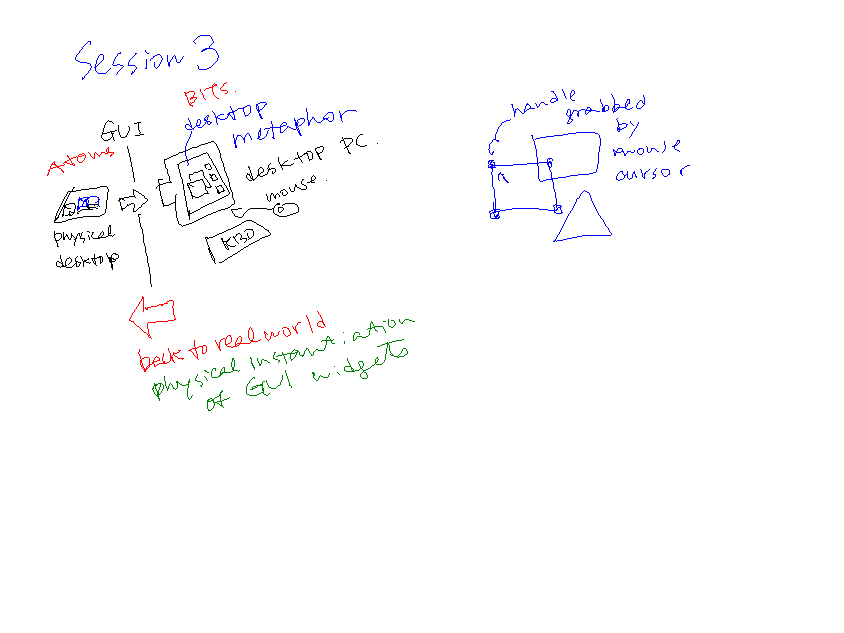 Session 3
BITS.
desktop
metaphor
GUI
Atoms
desktop PC.
mouse.
KBD
physical
desktop
back to real world
physical instantiation
of GUI widgets
handle
grabbed
by
mouse
cursor